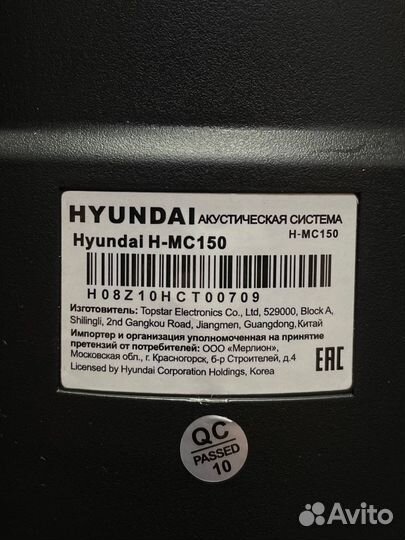 HYUNDAI АКУСТИЧЕСКАЯ СИСТЕМА
H-MC150
Hyundai H-MC150
H08Z10HCT00709
Изготовитель: Topstar Electronics Co., Ltd, 529000, Block A,
Shilingli, 2nd Gangkou Road, Jiangmen, Guangdong,Китай
Импортер и организация уполномоченная на принятие
претензий от потребителей: ООО «Мерлион»,
Московская обл., г. Красногорск, б-р Строителей, д.4
Licensed by Hyundai Corporation Holdings, Korea
EAC
QC
PASSED
10
Avito